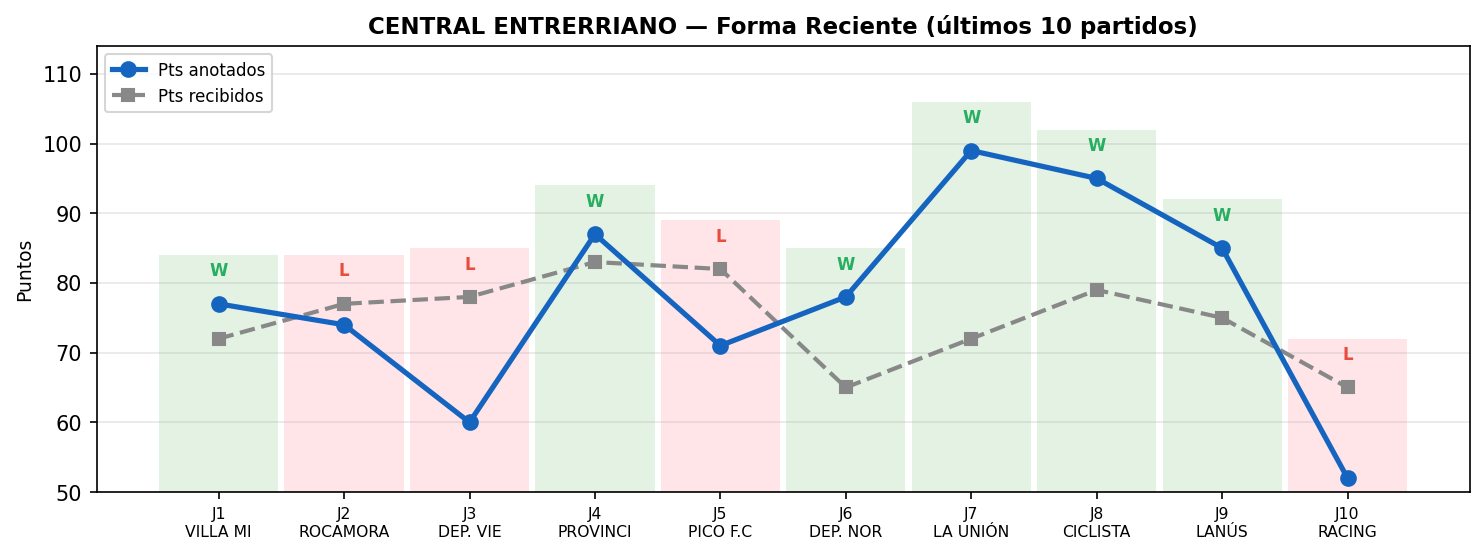 CENTRAL ENTRERRIANO — Forma Reciente (últimos 10 partidos)
Pts anotados
Pts recibidos
Puntos
110
100
90
80
70
60
50
W
L
L
W
L
W
W
W
W
L
J1
VILLA MI
J2
ROCAMORA
J3
DEP. VIE
J4
PROVINCI
J5
PICO F.C
J6
DEP. NOR
J7
LA UNIÓN
J8
CICLISTA
J9
LANÚS
J10
RACING